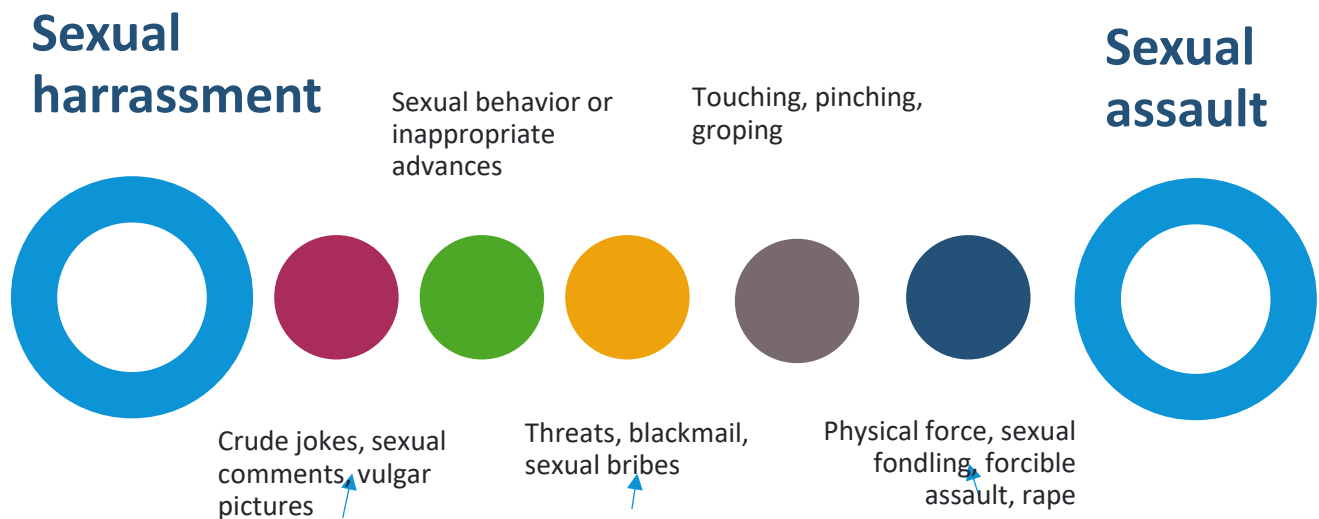 Sexual
harrassment
Sexual behavior or
inappropriate
advances
Touching, pinching,
groping
Sexual
assault
Crude jokes, sexual
comments, vulgar
pictures
Threats, blackmail,
sexual bribes
Physical force, sexual
fondling, forcible
assault, rape